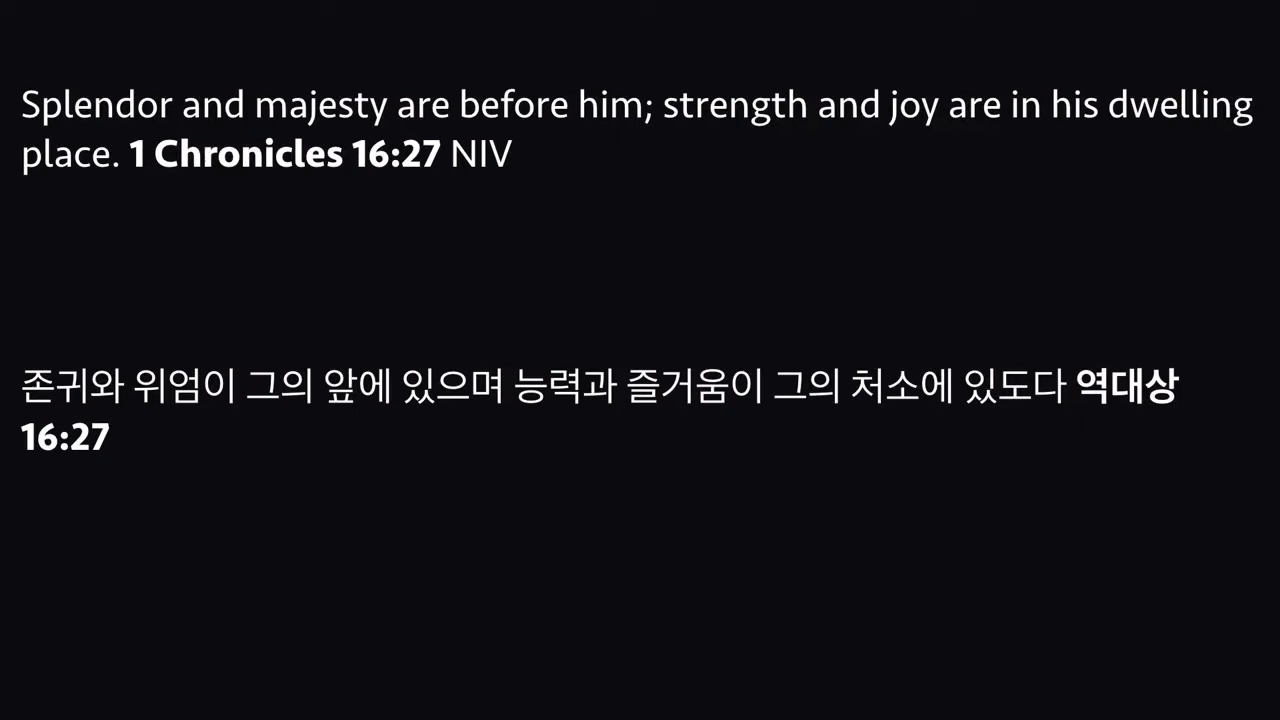 Splendor and majesty are before him; strength and joy are in his dwelling
place. 1 Chronicles 16:27 NIV
존귀와 위엄이 그의 앞에 있으며 능력과 즐거움이 그의 처소에 있도다 역대상
16:27